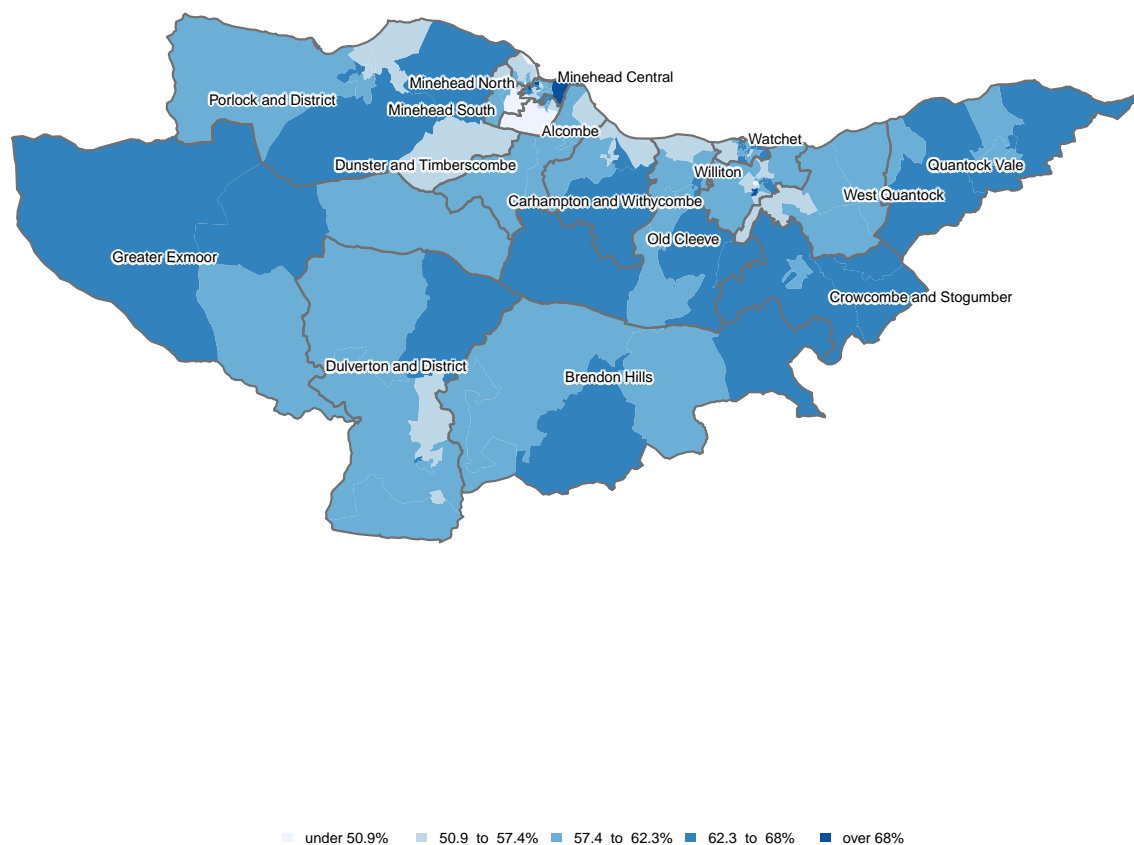 Minehead Central
Minehead North
Porlock and District
Minehead South
Alcombe
Watchet
Dunster and Timberscombe
Quantock Vale
Williton
West Quantock
Carhampton and Withycombe
Old Cleeve
Greater Exmoor
Crowcombe and Stogumber
Dulverton and District
Brendon Hills
under 50.9% 50.9 to 57.4% 57.4 to 62.3% 62.3 to 68% over 68%